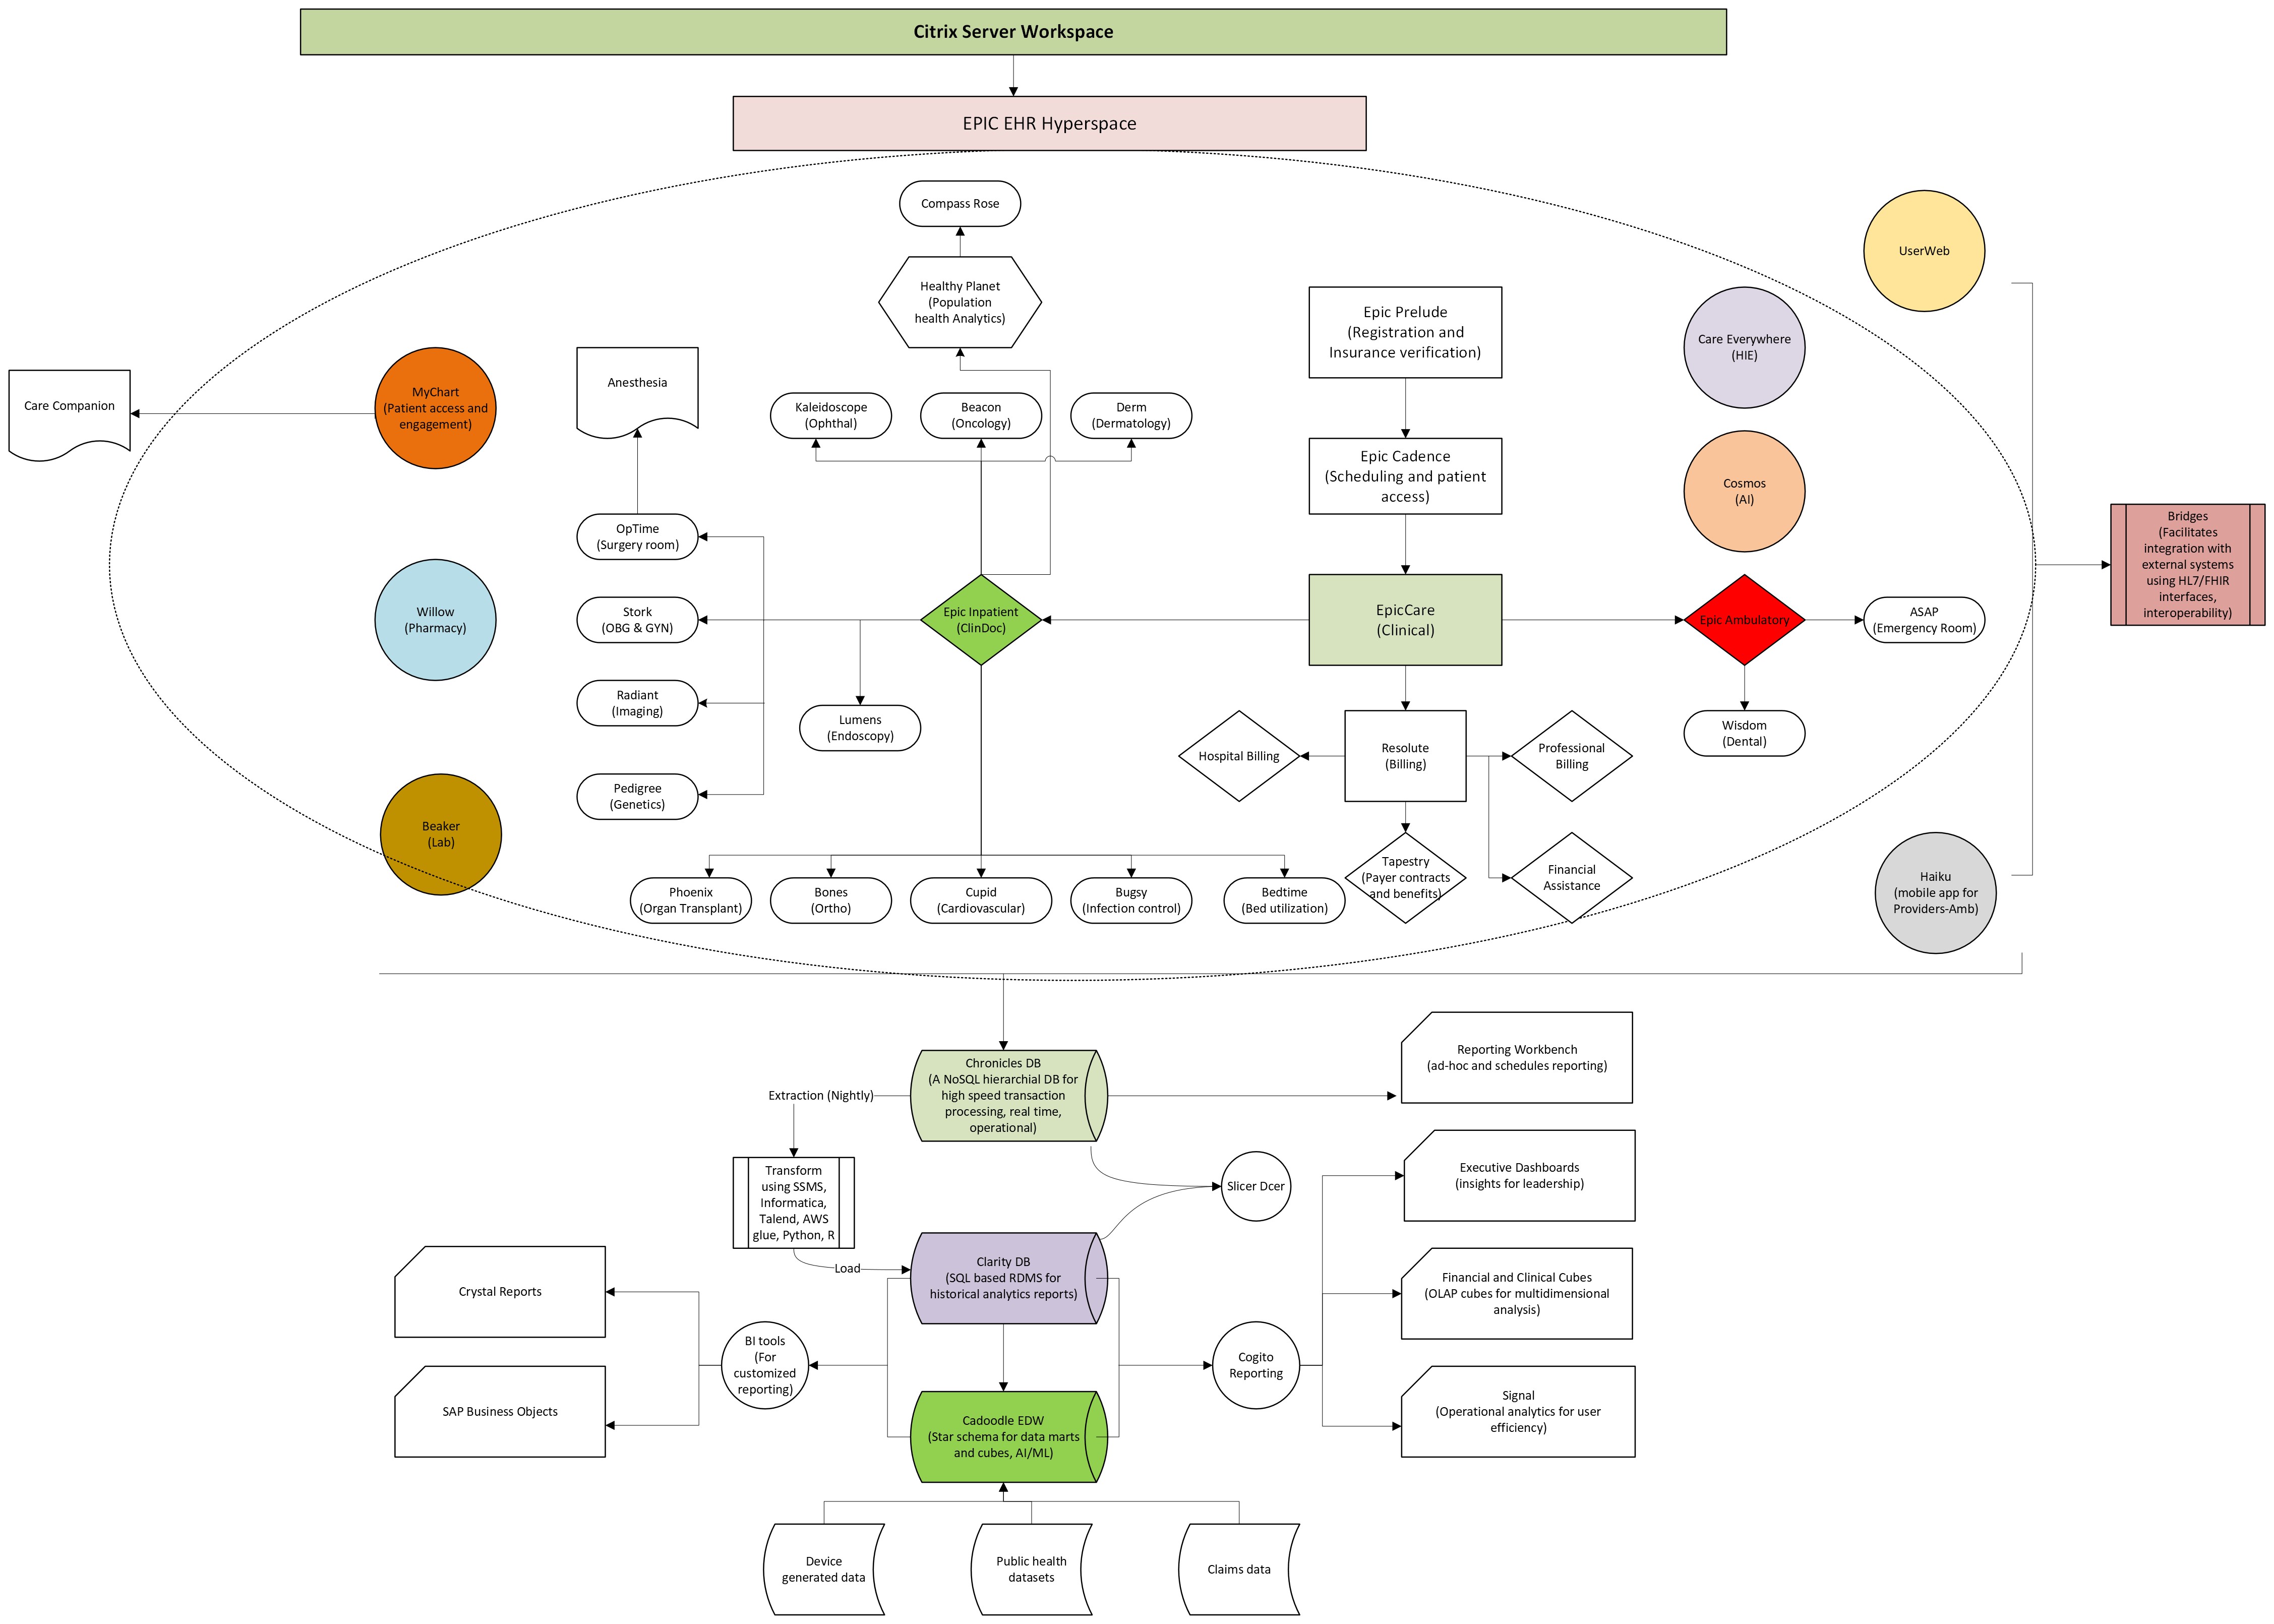 Citrix Server Workspace
EPIC EHR Hyperspace
Compass Rose
UserWeb
Healthy Planet
(Population
health Analytics)
Epic Prelude
(Registration and
Insurance verification)
Care Everywhere
(HIE)
Care Companion
MyChart
(Patient access and
engagement)
Anesthesia
Kaleidoscope
(Ophthal)
Beacon
(Oncology)
Derm
(Dermatology)
Epic Cadence
(Scheduling and patient
access)
Cosmos
(AI)
OpTime
(Surgery room)
Bridges
(Facilitates
integration with
external systems
using HL7/FHIR
interfaces,
interoperability)
Willow
(Pharmacy)
Stork
(OBG & GYN)
Epic Inpatient
(ClinDoc)
EpicCare
(Clinical)
Epic Ambulatory
ASAP
(Emergency Room)
Radiant
(Imaging)
Lumens
(Endoscopy)
Hospital Billing
Resolute
(Billing)
Professional
Billing
Wisdom
(Dental)
Pedigree
(Genetics)
Beaker
(Lab)
Phoenix
(Organ Transplant)
Bones
(Ortho)
Cupid
(Cardiovascular)
Bugsy
(Infection control)
Bedtime
(Bed utilization)
Tapestry
(Payer contracts
and benefits)
Financial
Assistance
Haiku
(mobile app for
Providers-Amb)
Chronicles DB
(A NoSQL hierarchial DB for
high speed transaction
processing, real time,
operational)
Reporting Workbench
(ad-hoc and schedules reporting)
Extraction (Nightly)
Transform
using SSMS,
Informatica,
Talend, AWS
glue, Python, R
Slicer Dcer
Executive Dashboards
(insights for leadership)
Load
Clarity DB
(SQL based RDMS for
historical analytics reports)
Crystal Reports
Financial and Clinical Cubes
(OLAP cubes for multidimensional
analysis)
BI tools
(For
customized
reporting)
Cogito
Reporting
SAP Business Objects
Cadoodle EDW
(Star schema for data marts
and cubes, AI/ML)
Signal
(Operational analytics for user
efficiency)
Device
generated data
Public health
datasets
Claims data